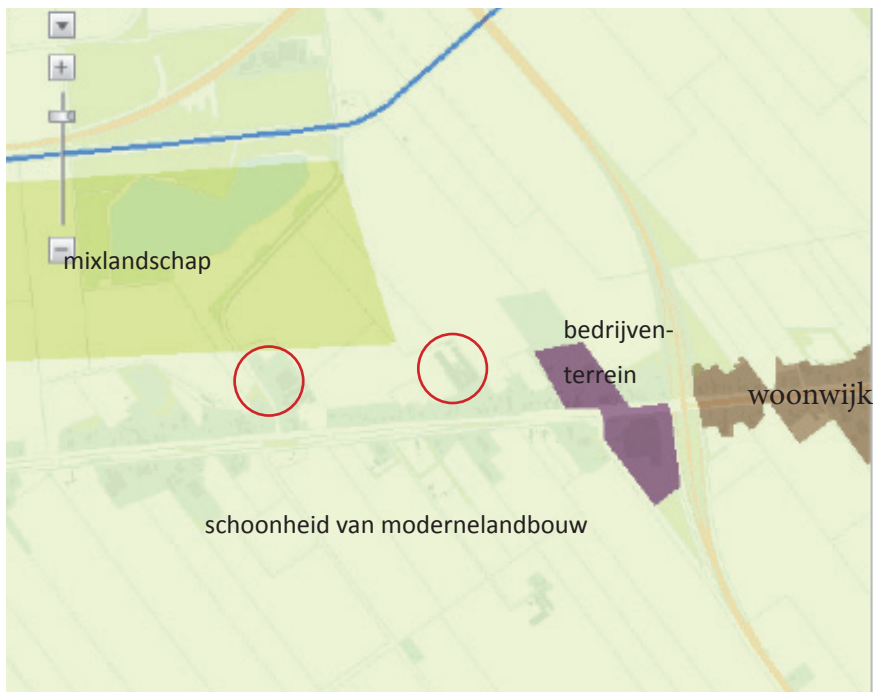 mixlandschap
bedrijven-
terrein
woonwijk
schoonheid van modernelandbouw